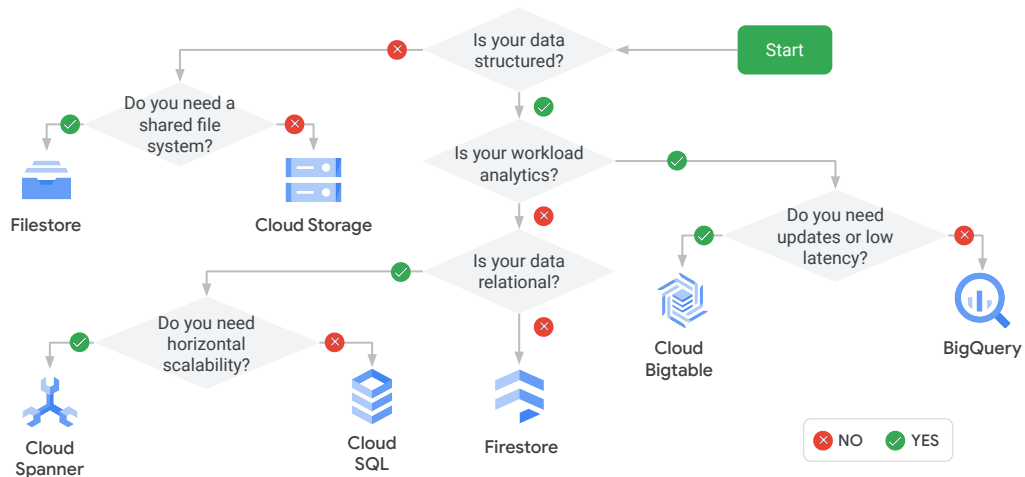 Is your data
structured?
Start
Do you need a
shared file
system?
Is your workload
analytics?
Filestore
Cloud Storage
Do you need
updates or low
latency?
Is your data
relational?
Do you need
horizontal
scalability?
Cloud
Bigtable
BigQuery
Cloud
Spanner
Cloud
SQL
Firestore
NO
YES